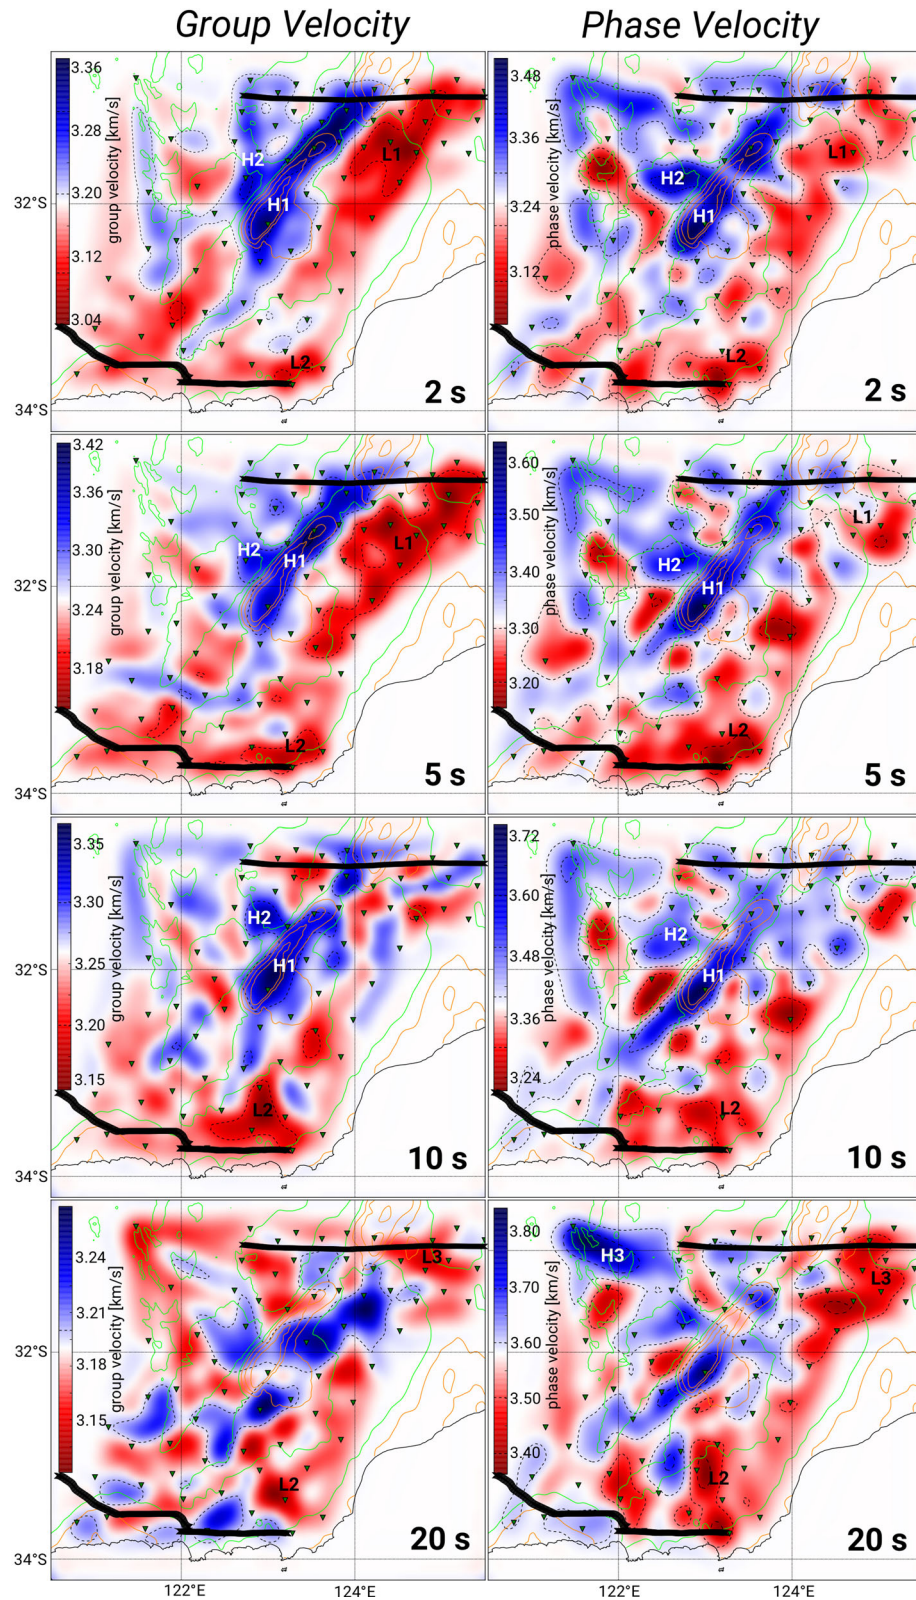 Group Velocity
Phase Velocity
3.36
3.28
3.20
3.12
3.04
group velocity [km/s]
H2
H1
L1
L2
32°S
34°S
2 s
3.48
3.36
3.24
3.12
phase velocity [km/s]
H2
H1
L1
L2
2 s
3.42
3.36
3.30
3.24
3.18
group velocity [km/s]
H2
H1
L1
L2
32°S
34°S
5 s
3.60
3.50
3.40
3.30
3.20
phase velocity [km/s]
H2
H1
L1
L2
5 s
3.35
3.30
3.25
3.20
3.15
group velocity [km/s]
H2
H1
L2
32°S
34°S
10 s
3.72
3.60
3.48
3.36
3.24
phase velocity [km/s]
H2
H1
L2
10 s
3.24
3.21
3.18
3.15
group velocity [km/s]
L3
L2
32°S
34°S
20 s
122°E
124°E
3.80
3.70
3.60
3.50
3.40
phase velocity [km/s]
H3
L3
L2
20 s
122°E
124°E